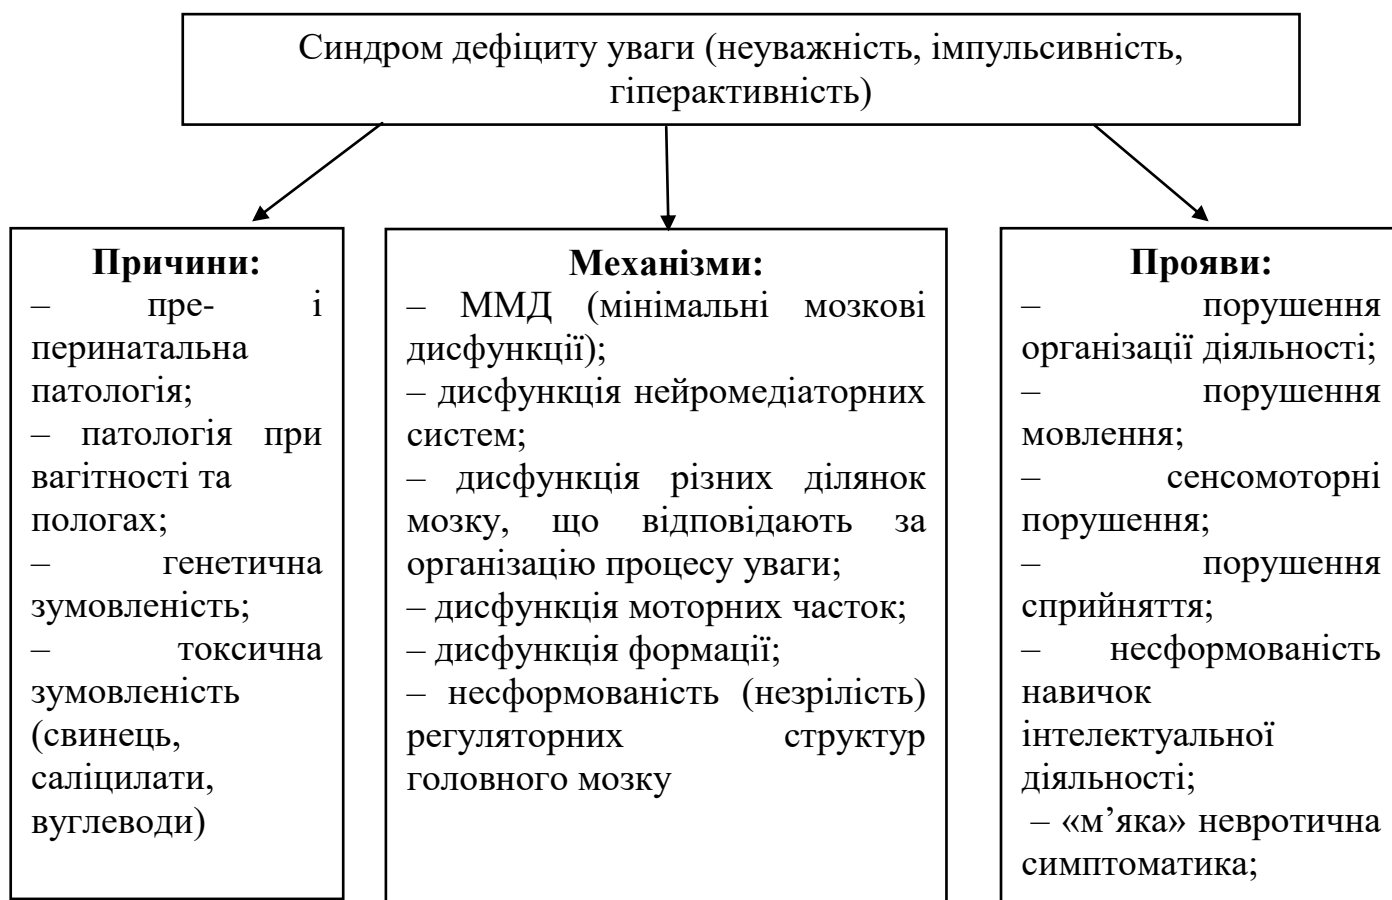 Синдром дефіциту уваги (неуважність, імпульсивність,
гіперактивність)
Причини:
– пре- і
перинатальна
патологія;
– патологія при
вагітності та
пологах;
– генетична
зумовленість;
– токсична
зумовленість
(свинець,
саліцилати,
вуглеводи)
Механізми:
– ММД (мінімальні мозкові
дисфункції);
– дисфункція нейромедіаторних
систем;
– дисфункція різних ділянок
мозку, що відповідають за
організацію процесу уваги;
– дисфункція моторних часток;
– дисфункція формації;
– несформованість (незрілість)
регуляторних структур
головного мозку
Прояви:
– порушення
організації діяльності;
– порушення
мовлення;
– сенсомоторні
порушення;
– порушення
сприйняття;
– несформованість
навичок
інтелектуальної
діяльності;
– «м’яка» невротична
симптоматика;